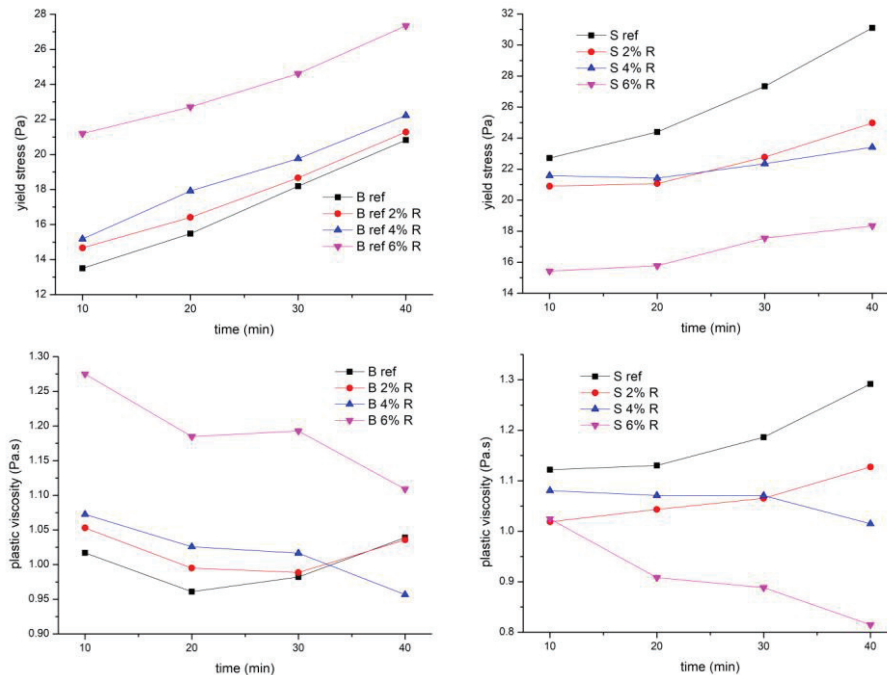 28
26
24
22
20
18
16
14
12
yield stress (Pa)
B ref
B ref 2% R
B ref 4% R
B ref 6% R
10
20
30
40
time (min)
32
30
28
26
24
22
20
18
16
14
yield stress (Pa)
S ref
S 2% R
S 4% R
S 6% R
10
20
30
40
time (min)
1.30
1.25
1.20
1.15
1.10
1.05
1.00
0.95
0.90
plastic viscosity (Pa.s)
B ref
B 2% R
B 4% R
B 6% R
10
20
30
40
time (min)
1.3
1.2
1.1
1.0
0.9
0.8
plastic viscosity (Pa.s)
S ref
S 2% R
S 4% R
S 6% R
10
20
30
40
time (min)